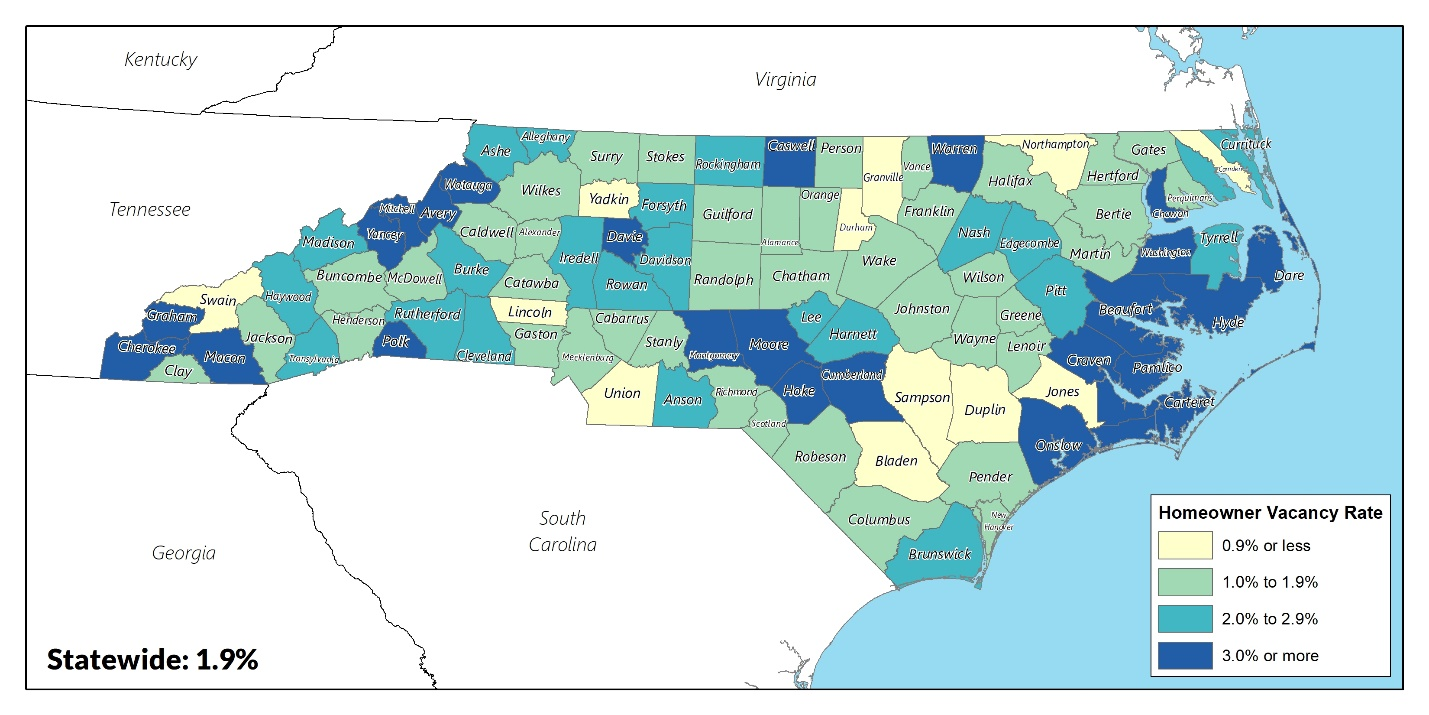 Kentucky
Virginia
Tennessee
Georgia
South
Carolina
Ashe
Alleghany
Surry
Stokes
Rockingham
Caswell
Person
Granville
Vance
Warren
Northampton
Gates
Currituck
Camden
Halifax
Hertford
Perquimans
Chowan
Bertie
Watauga
Wilkes
Yadkin
Forsyth
Guilford
Orange
Durham
Franklin
Mitchell
Avery
Yancey
Caldwell
Alexander
Davie
Alamance
Nash
Edgecombe
Martin
Washington
Tyrrell
Dare
Madison
Iredell
Davidson
Wake
Buncombe
McDowell
Burke
Catawba
Rowan
Randolph
Chatham
Wilson
Pitt
Swain
Haywood
Graham
Jackson
Henderson
Rutherford
Lincoln
Cabarrus
Lee
Johnston
Greene
Beaufort
Hyde
Cherokee
Macon
Clay
Transylvania
Polk
Cleveland
Gaston
Mecklenburg
Stanly
Montgomery
Moore
Harnett
Wayne
Lenoir
Craven
Pamlico
Union
Anson
Richmond
Scotland
Hoke
Cumberland
Sampson
Duplin
Jones
Carteret
Onslow
Robeson
Bladen
Pender
Columbus
New
Hanover
Brunswick
Homeowner Vacancy Rate
0.9% or less
1.0% to 1.9%
2.0% to 2.9%
3.0% or more
Statewide: 1.9%